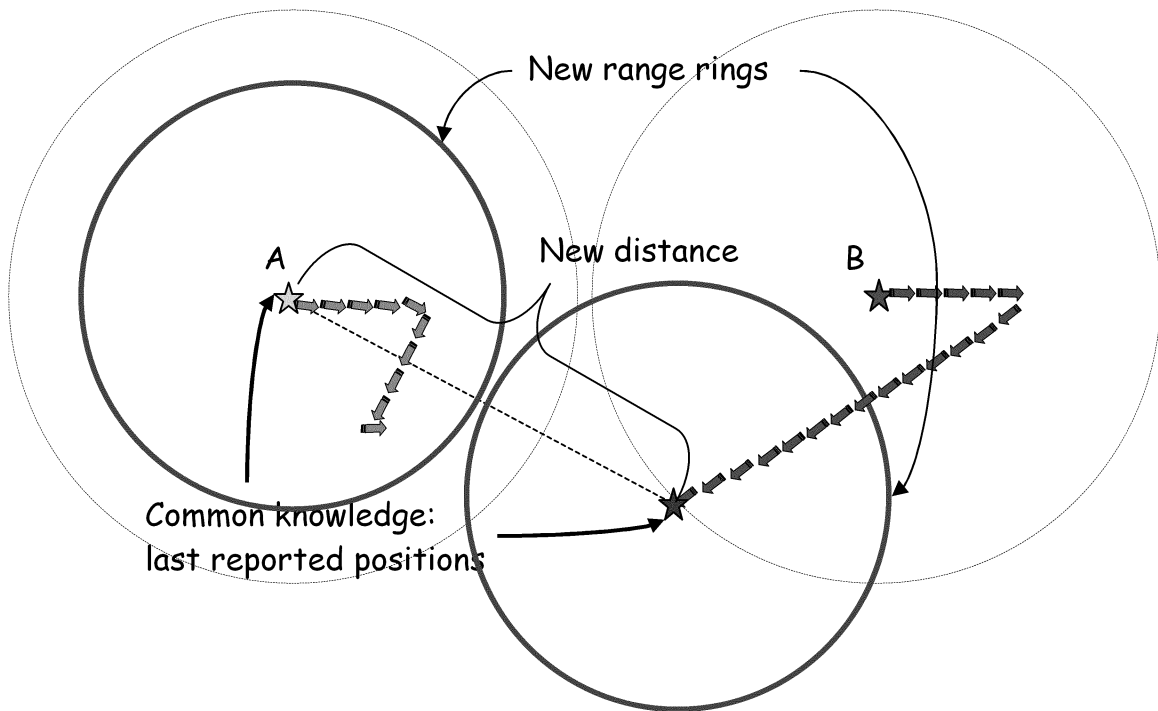 New range rings
A
New distance
B
Common knowledge:
last reported positions